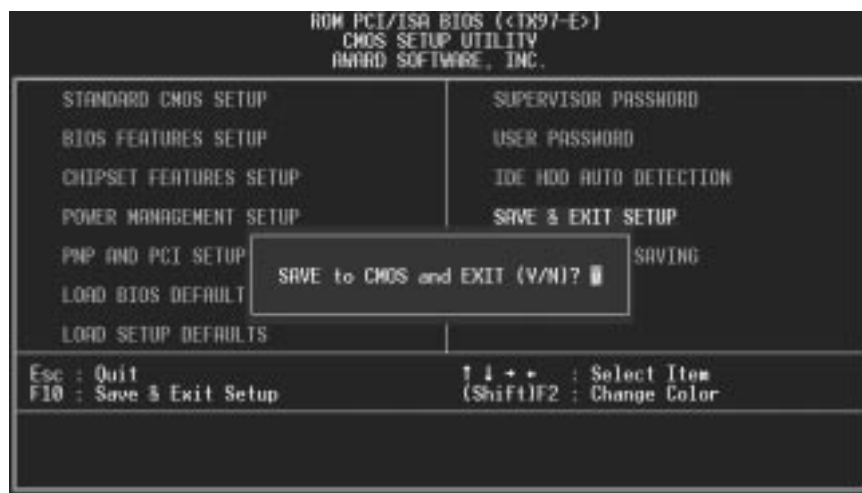 ROM PCI/ISA BIOS (<TX97-E>)
CMOS SETUP UTILITY
AWARD SOFTWARE, INC.
STANDARD CMOS SETUP
BIOS FEATURES SETUP
CHIPSET FEATURES SETUP
POWER MANAGEMENT SETUP
PNP AND PCI SETUP
LOAD BIOS DEFAULT
LOAD SETUP DEFAULTS
SUPERVISOR PASSWORD
USER PASSWORD
IDE HDD AUTO DETECTION
SAVE & EXIT SETUP
SAVING
SAVE to CMOS and EXIT (Y/N)?
Esc : Quit
F10 : Save & Exit Setup
↑ ↓ → ← : Select Item
(Shift)F2 : Change Color